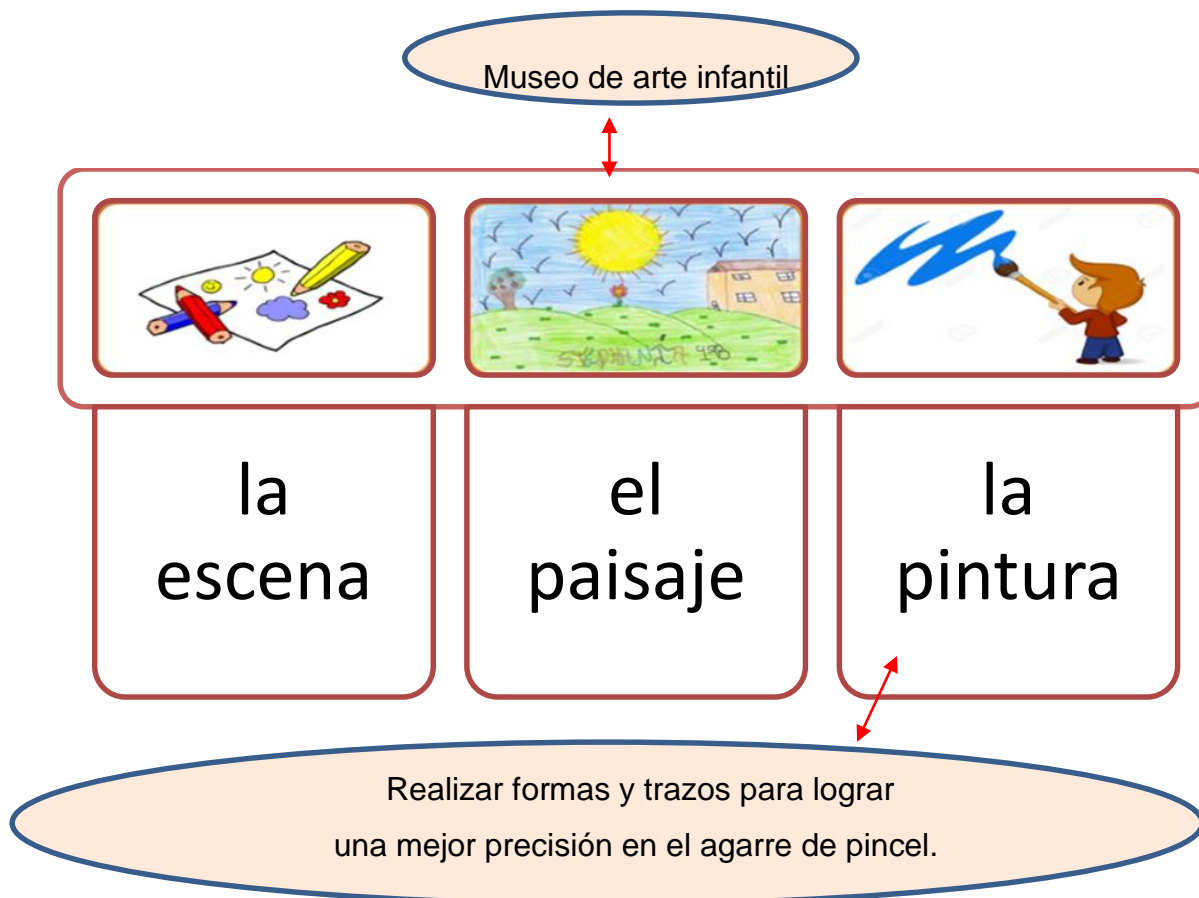 Museo de arte infantil
STEPHANÍA
la
escena
el
paisaje
la
pintura
Realizar formas y trazos para lograr
una mejor precisión en el agarre de pincel.